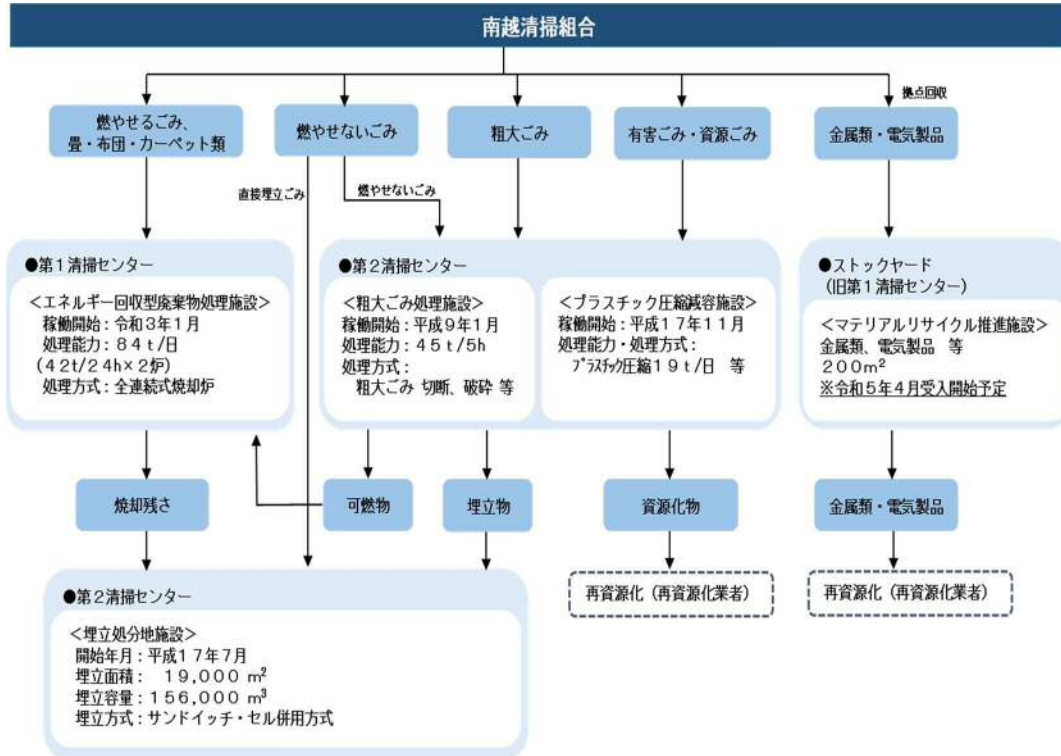 南越清掃組合
拠点回収
燃やせるごみ、
畳・布団・カーペット類
燃やせないごみ
粗大ごみ
有害ごみ・資源ごみ
金属類・電気製品
直接埋立ごみ
燃やせないごみ
●第1清掃センター
＜エネルギー回収型廃棄物処理施設＞
稼働開始：令和3年1月
処理能力：84t/日
(42t/24h×2炉)
処理方式：全連続式焼却炉
●第2清掃センター
＜粗大ごみ処理施設＞
稼働開始：平成9年1月
処理能力：45t/5h
処理方式：
粗大ごみ 切断、破砕 等
＜プラスチック圧縮減容施設＞
稼働開始：平成17年11月
処理能力・処理方式：
プラスチック圧縮19t/日 等
●ストックヤード
(旧第1清掃センター)
＜マテリアルリサイクル推進施設＞
金属類、電気製品 等
200m²
※令和5年4月受入開始予定
焼却残さ
可燃物
埋立物
資源化物
金属類・電気製品
再資源化（再資源化業者）
再資源化（再資源化業者）
●第2清掃センター
＜埋立処分地施設＞
開始年月：平成17年7月
埋立面積： 19,000 m²
埋立容量：156,000 m³
埋立方式：サンドイッチ・セル併用方式